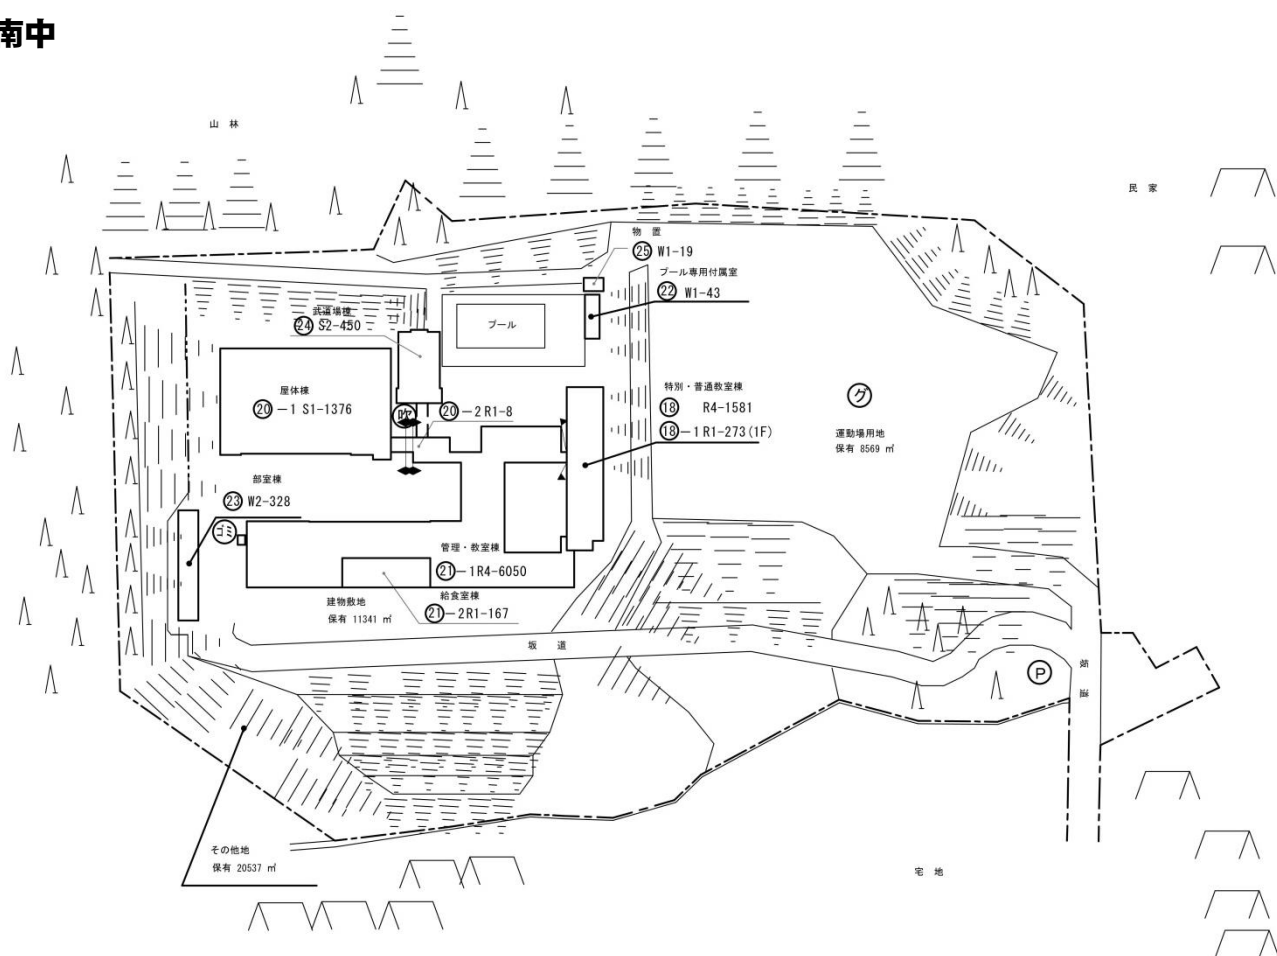 南中
山 林
民 家
物 置
㉕ W1-19
プール専用付属室
㉒ W1-43
武道場棟
㉔ S2-450
プール
屋体棟
⑳-1 S1-1376
吹
⑳-2 R1-8
特別・普通教室棟
⑱ R4-1581
⑱-1 R1-273(1F)
グ
運動場用地
保有 8569 ㎡
部室棟
㉓ W2-328
ゴミ
管理・教室棟
㉑-1R4-6050
給食室棟
㉑-2R1-167
建物敷地
保有 11341 ㎡
坂 道
P
その他地
保有 20537 ㎡
宅 地